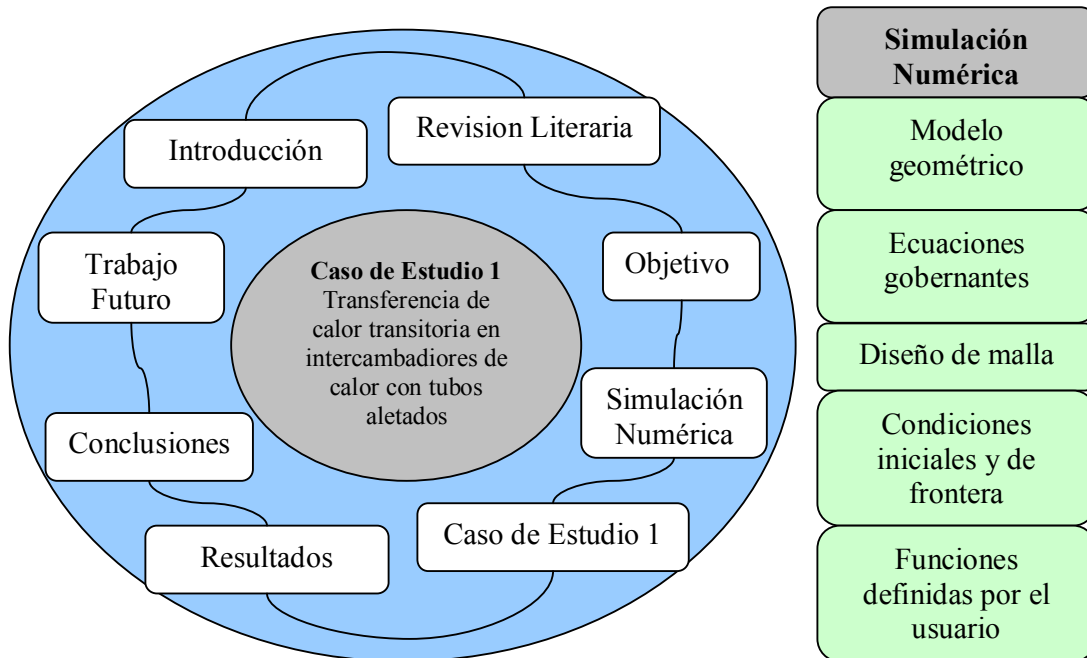 Introducción
Revision Literaria
Trabajo
Futuro
Objetivo
Caso de Estudio 1
Transferencia de
calor transitoria en
intercambadiores de
calor con tubos
aletados
Simulación
Numérica
Conclusiones
Resultados
Caso de Estudio 1
Simulación
Numérica
Modelo
geométrico
Ecuaciones
gobernantes
Diseño de malla
Condiciones
iniciales y de
frontera
Funciones
definidas por el
usuario